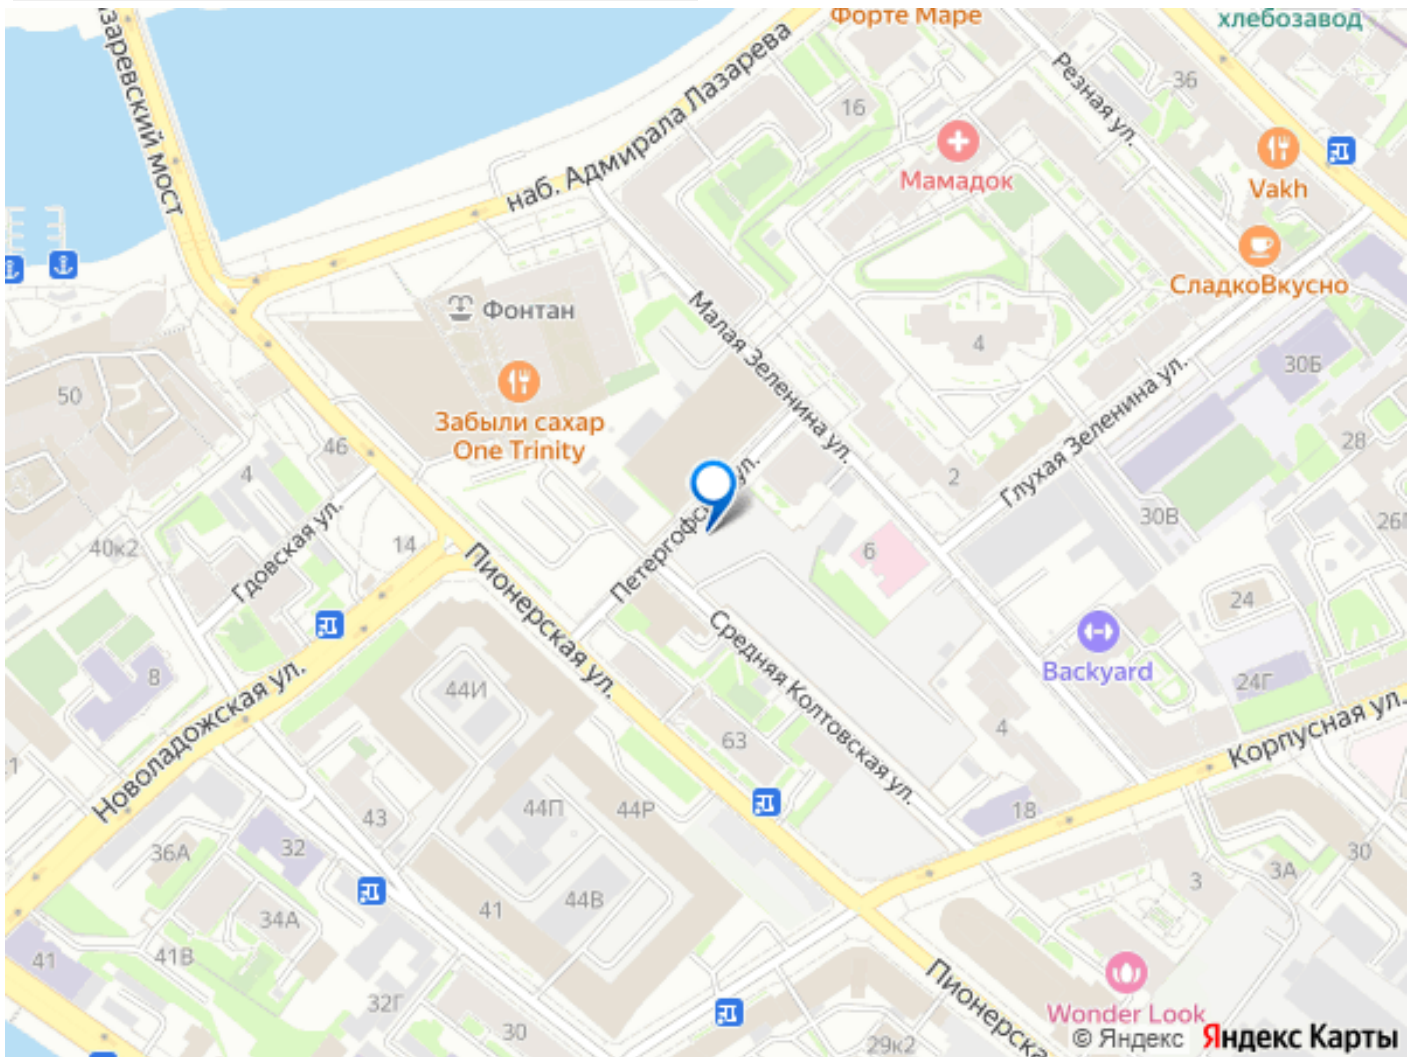 Форте Маре
хлебозавод
Лазаревский мост
наб. Адмирала Лазарева
Резная ул.
36
16
Мамадок
Vakh
СладкоВкусно
Фонтан
Малая Зеленина ул.
4
30Б
50
Забыли сахар
One Trinity
Глухая Зеленина ул.
28
46
4
2
30В
26П
40к2
Гдовская ул.
14
Петергофская ул.
6
Пионерская ул.
24
Средняя Колтовская ул.
Backyard
8
44И
24Г
Новоладожская ул.
63
4
Корпусная ул.
43
44П
44Р
18
36А
32
30
3А
3
34А
41
44В
41
41В
32Г
30
29к2
Пионерская
Wonder Look
© Яндекс Яндекс Карты